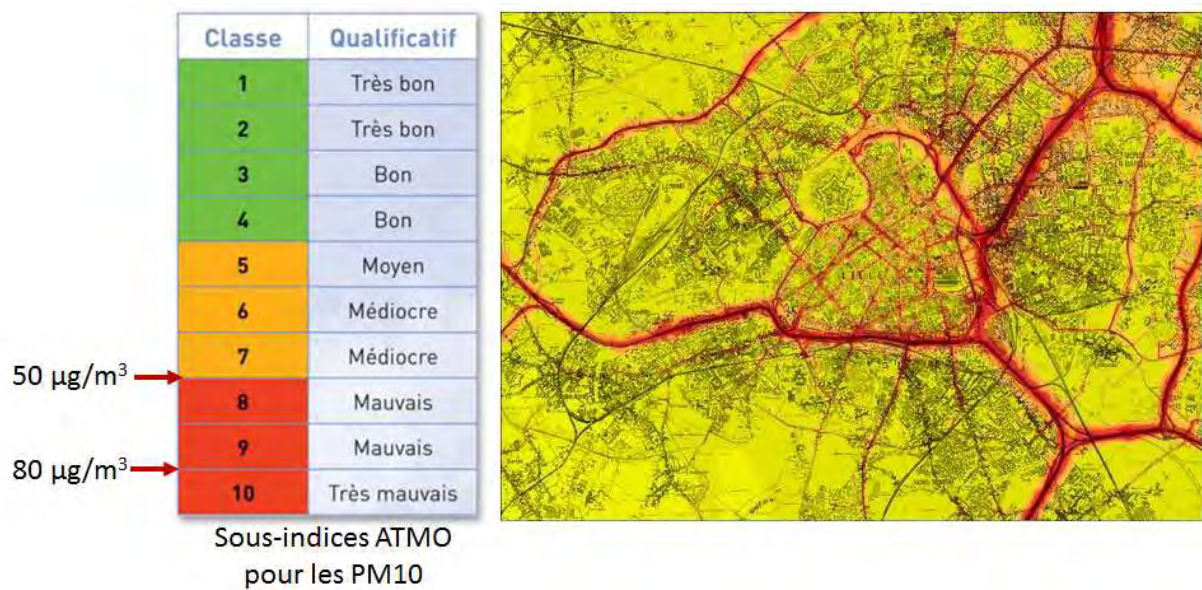 Classe Qualificatif
1 Très bon
2 Très bon
3 Bon
4 Bon
5 Moyen
6 Médiocre
7 Médiocre
50 µg/m³
8 Mauvais
9 Mauvais
80 µg/m³
10 Très mauvais
Sous-indices ATMO
pour les PM10